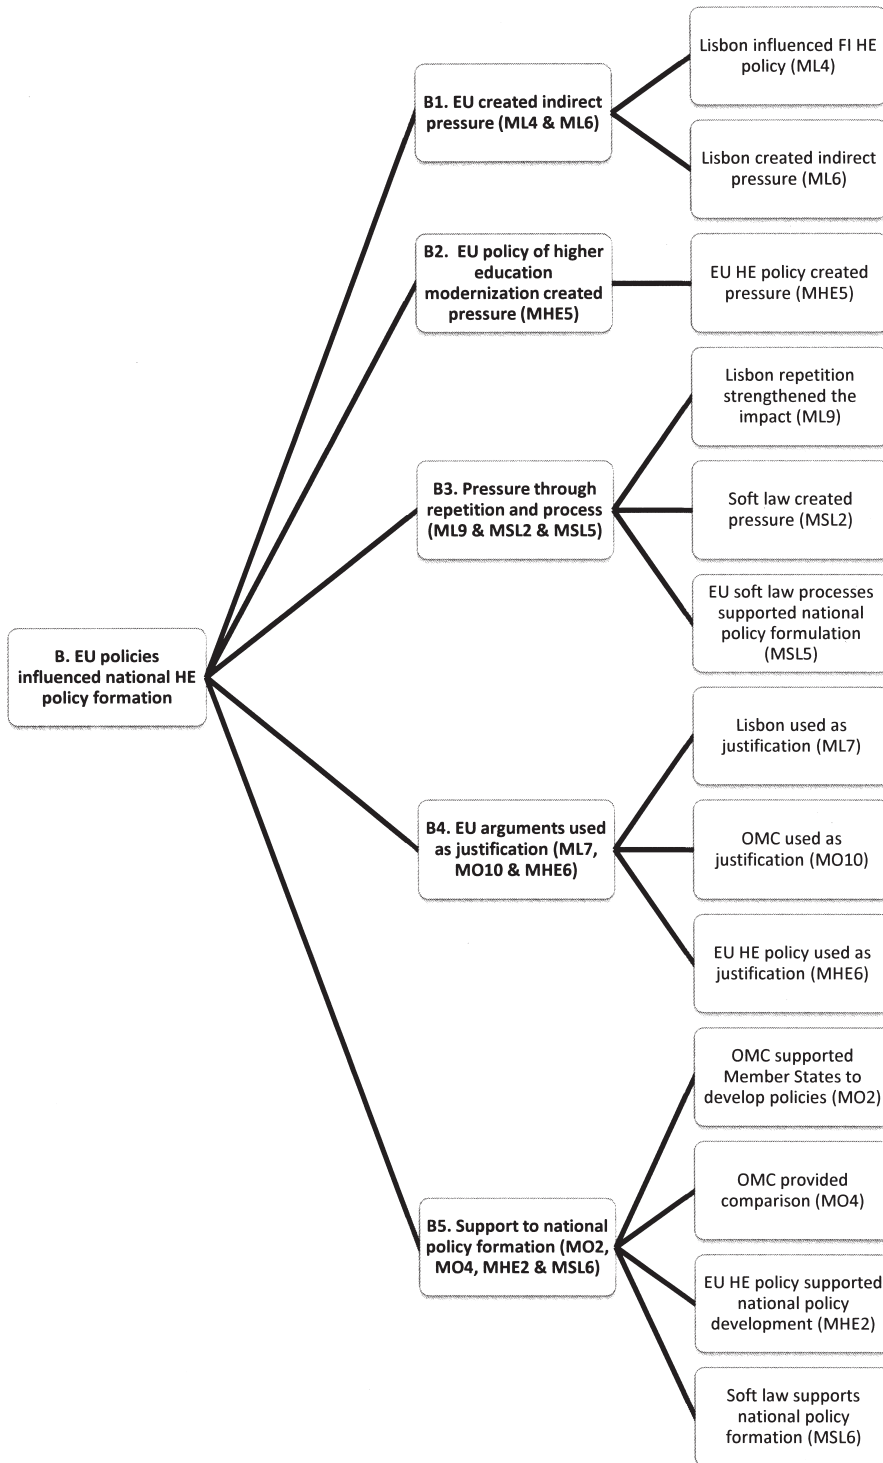 Lisbon influenced FI HE
policy (ML4)
B1. EU created indirect
pressure (ML4 & ML6)
Lisbon created indirect
pressure (ML6)
B2. EU policy of higher
education
modernization created
pressure (MHE5)
EU HE policy created
pressure (MHE5)
Lisbon repetition
strengthened the
impact (ML9)
B3. Pressure through
repetition and process
(ML9 & MSL2 & MSL5)
Soft law created
pressure (MSL2)
EU soft law processes
supported national
policy formulation
(MSL5)
B. EU policies
influenced national HE
policy formation
Lisbon used as
justification (ML7)
B4. EU arguments used
as justification (ML7,
MO10 & MHE6)
OMC used as
justification (MO10)
EU HE policy used as
justification (MHE6)
OMC supported
Member States to
develop policies (MO2)
OMC provided
comparison (MO4)
B5. Support to national
policy formation (MO2,
MO4, MHE2 & MSL6)
EU HE policy supported
national policy
development (MHE2)
Soft law supports
national policy
formation (MSL6)